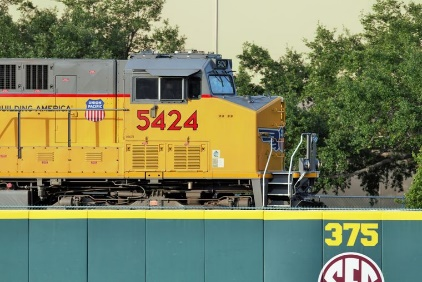 BUILDING AMERICA
UNION
PACIFIC
5424
375
SEC